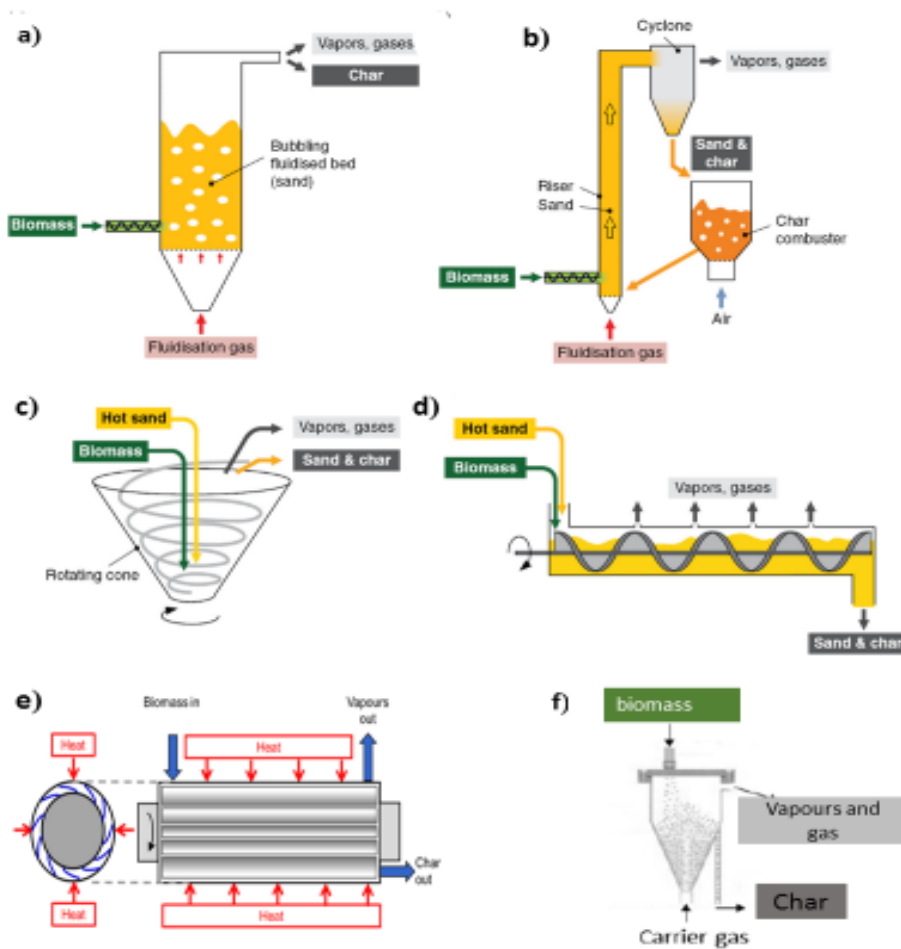 a)
Vapors, gases
Char
Bubbling
fluidised bed
(sand)
Biomass
Fluidisation gas
b)
Cyclone
Vapors, gases
Sand &
char
Riser
Sand
Char
combuster
Biomass
Air
Fluidisation gas
c)
Hot sand
Biomass
Vapors, gases
Sand & char
Rotating cone
d)
Hot sand
Biomass
Vapors, gases
Sand & char
e)
Biomass in
Vapours
out
Heat
Heat
Heat
Heat
Char
out
f)
biomass
Vapours and
gas
Char
Carrier gas